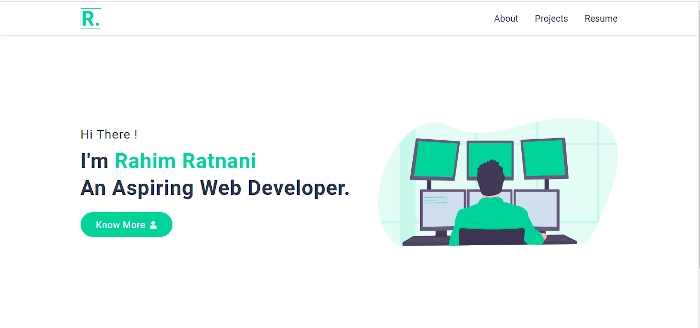 R.
About Projects Resume
Hi There !
I'm Rahim Ratnani
An Aspiring Web Developer.
Know More